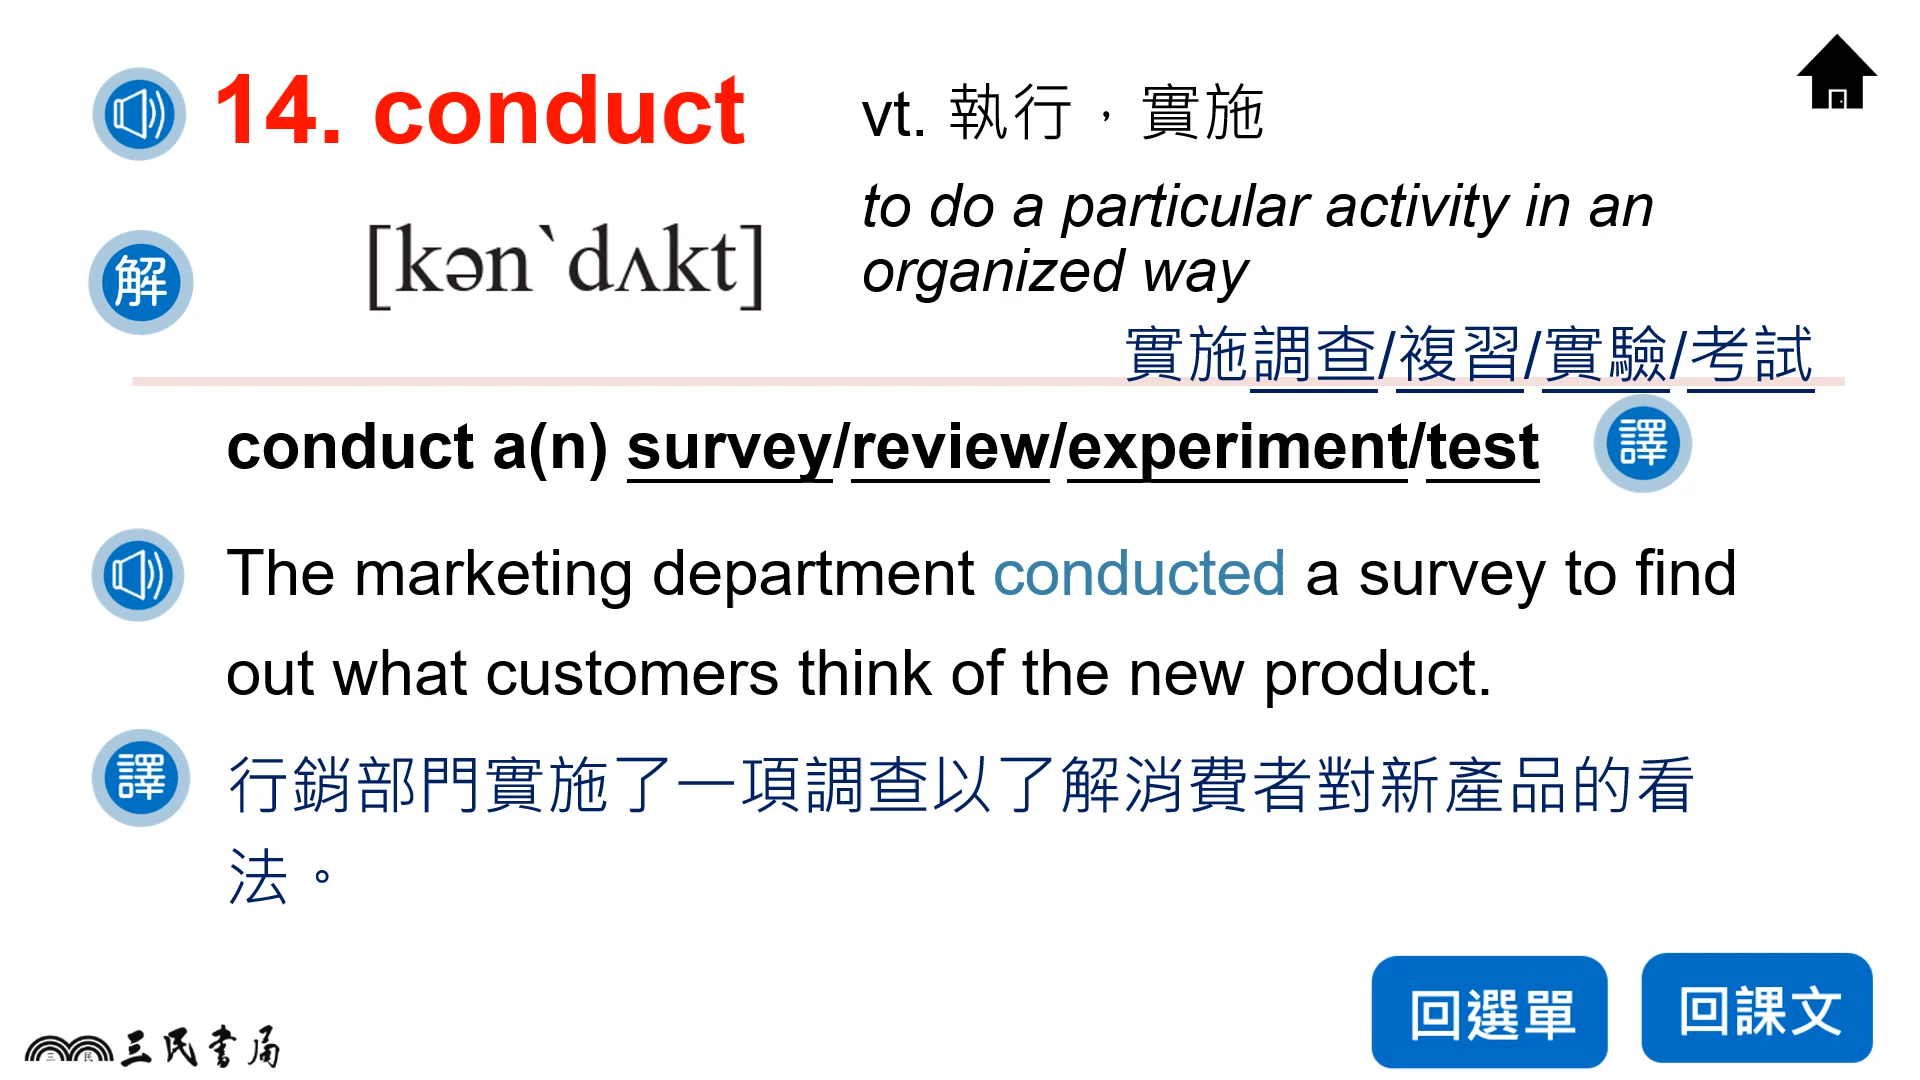 14. conduct
vt. 執行，實施
解
[kən`dʌkt]
to do a particular activity in an
organized way
實施調查/複習/實驗/考試
conduct a(n) survey/review/experiment/test
譯
The marketing department conducted a survey to find
out what customers think of the new product.
譯
行銷部門實施了一項調查以了解消費者對新產品的看
法。
三民書局
回選單
回課文